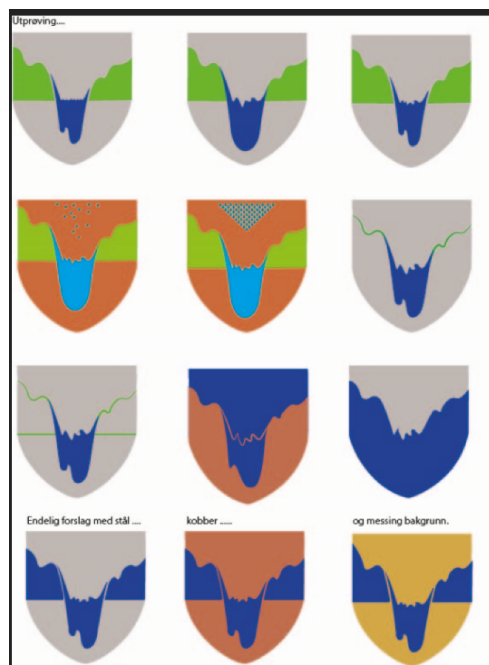 Utprøving....
Endelig forslag med stål ....
kobber ......
og messing bakgrunn.